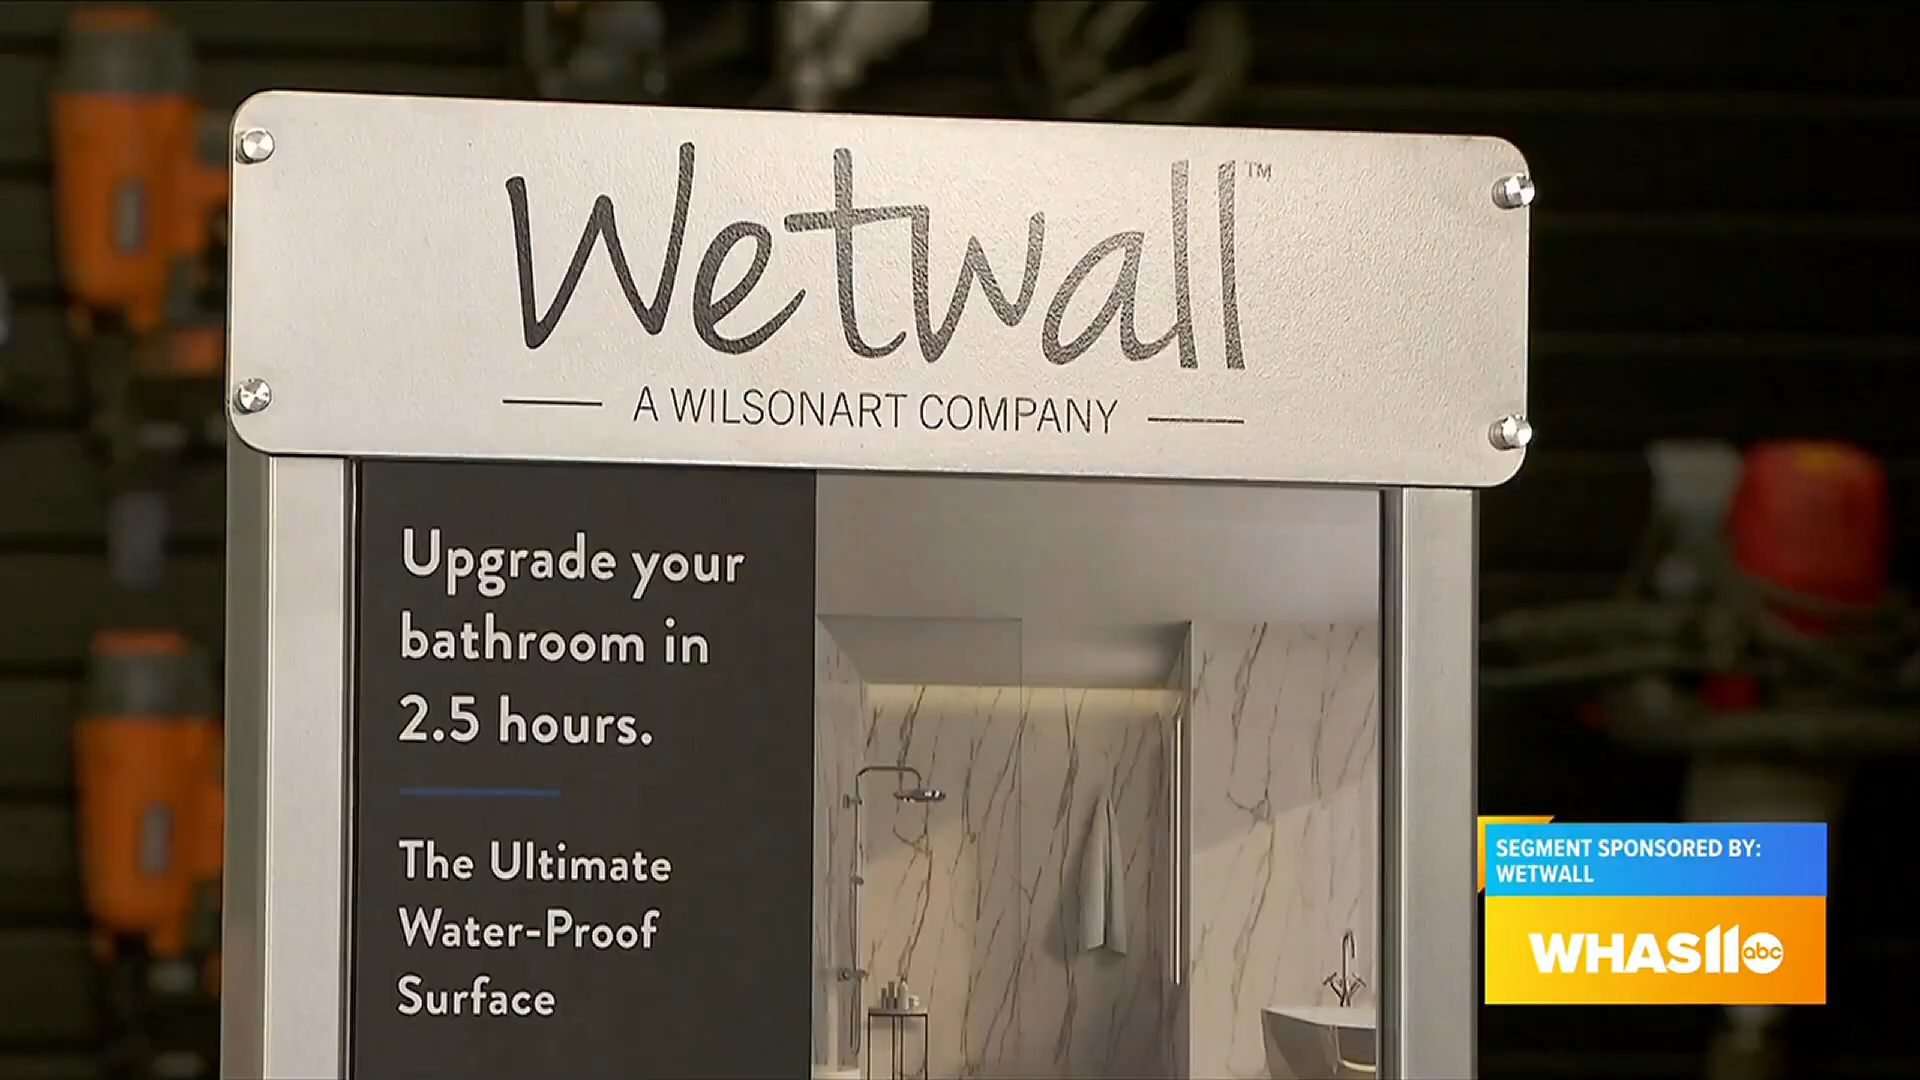 Wetwall™
A WILSONART COMPANY
Upgrade your
bathroom in
2.5 hours.
The Ultimate
Water-Proof
Surface
SEGMENT SPONSORED BY:
WETWALL
WHAS11 abc